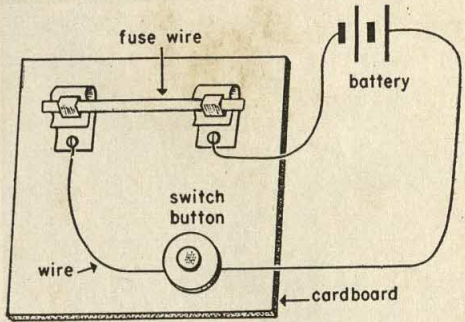 fuse wire
battery
switch
button
wire
cardboard